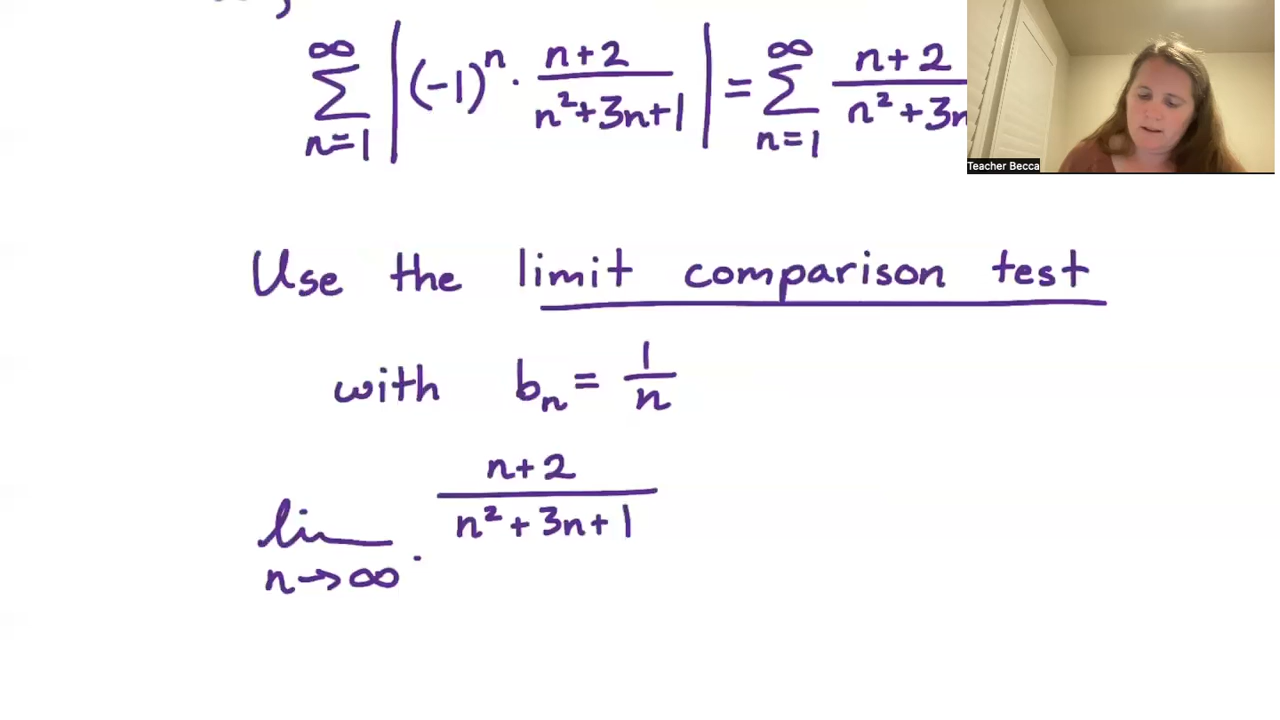 ∞ ∞
∑ |(-1)^n · (n+2)/(n²+3n+1)| = ∑ (n+2)/(n²+3n
n=1 n=1
Teacher Becca
Use the limit comparison test
with b_n = 1/n
lim n→∞ (n+2)/(n²+3n+1)